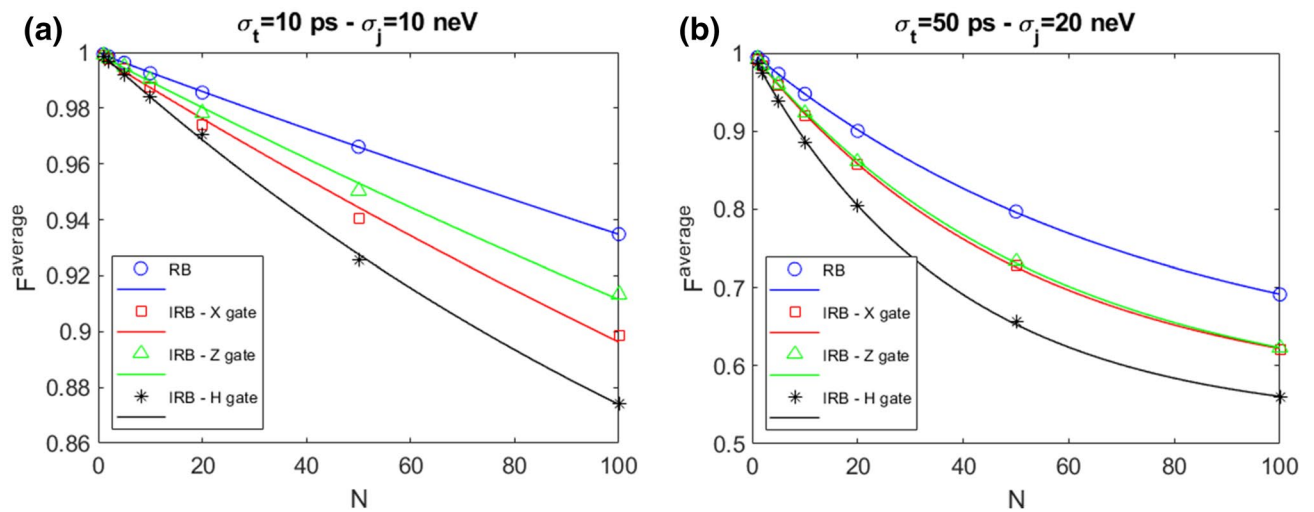 (a)
σt=10 ps - σj=10 neV
1
0.98
0.96
0.94
0.92
0.9
0.88
0.86
Faverage
0 20 40 60 80 100
N
RB
IRB - X gate
IRB - Z gate
IRB - H gate
(b)
σt=50 ps - σj=20 neV
1
0.9
0.8
0.7
0.6
0.5
Faverage
0 20 40 60 80 100
N
RB
IRB - X gate
IRB - Z gate
IRB - H gate